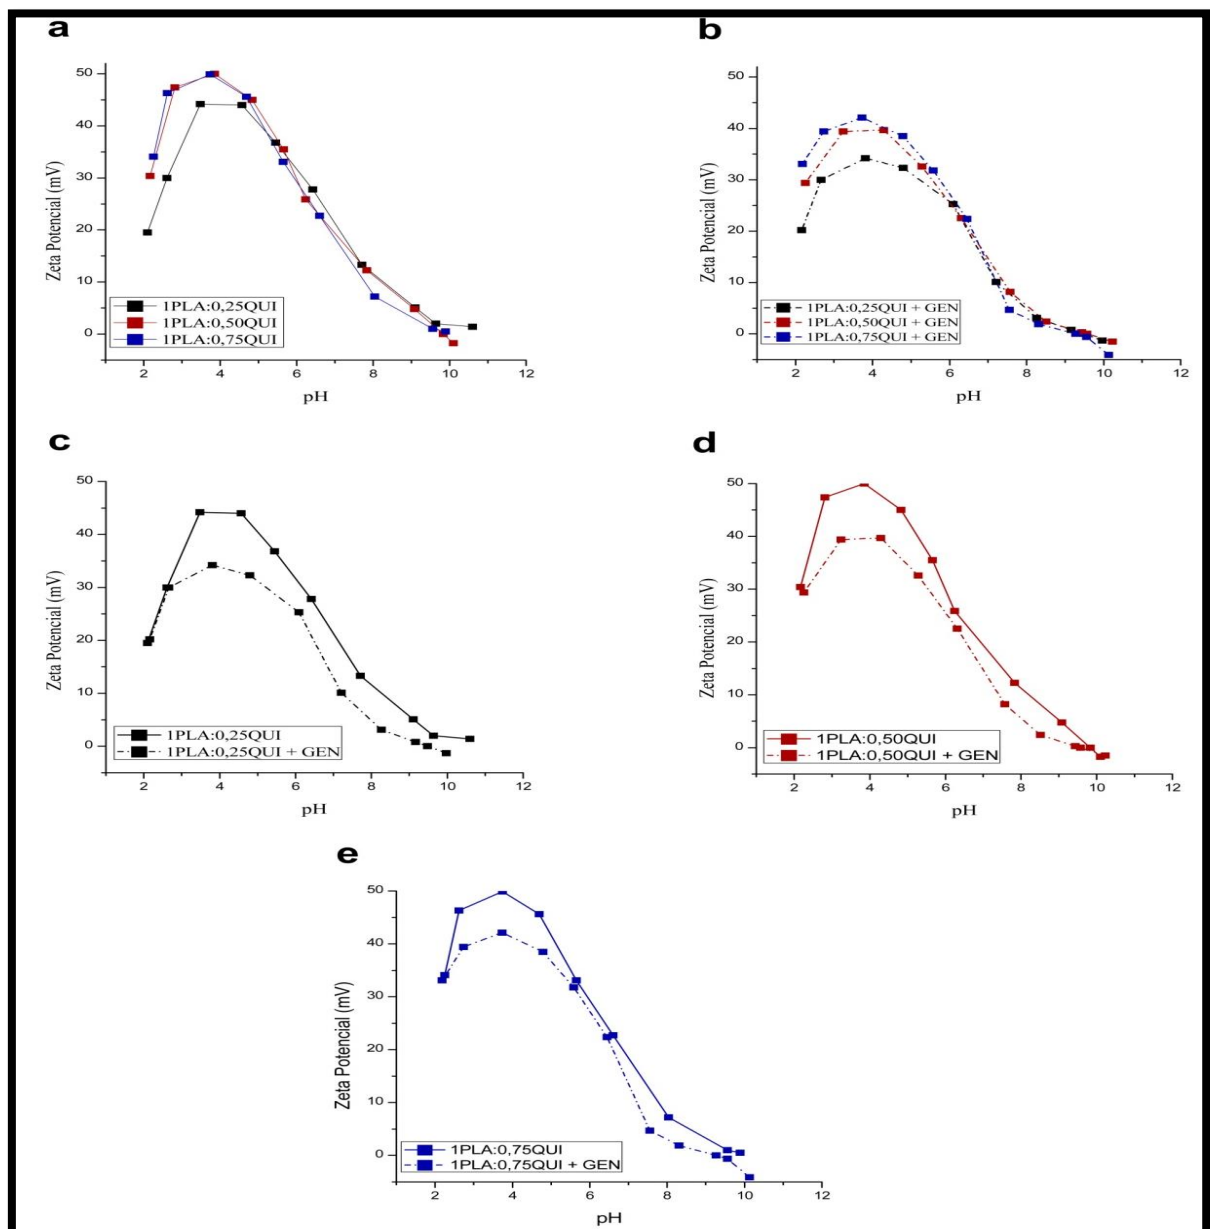 a
50
40
30
20
10
0
Zeta Potencial (mV)
1PLA:0,25QUI
1PLA:0,50QUI
1PLA:0,75QUI
2 4 6 8 10 12
pH
b
50
40
30
20
10
0
Zeta Potencial (mV)
1PLA:0,25QUI + GEN
1PLA:0,50QUI + GEN
1PLA:0,75QUI + GEN
2 4 6 8 10 12
pH
c
50
40
30
20
10
0
Zeta Potencial (mV)
1PLA:0,25QUI
1PLA:0,25QUI + GEN
2 4 6 8 10 12
pH
d
50
40
30
20
10
0
Zeta Potencial (mV)
1PLA:0,50QUI
1PLA:0,50QUI + GEN
2 4 6 8 10 12
pH
e
50
40
30
20
10
0
Zeta Potencial (mV)
1PLA:0,75QUI
1PLA:0,75QUI + GEN
2 4 6 8 10 12
pH